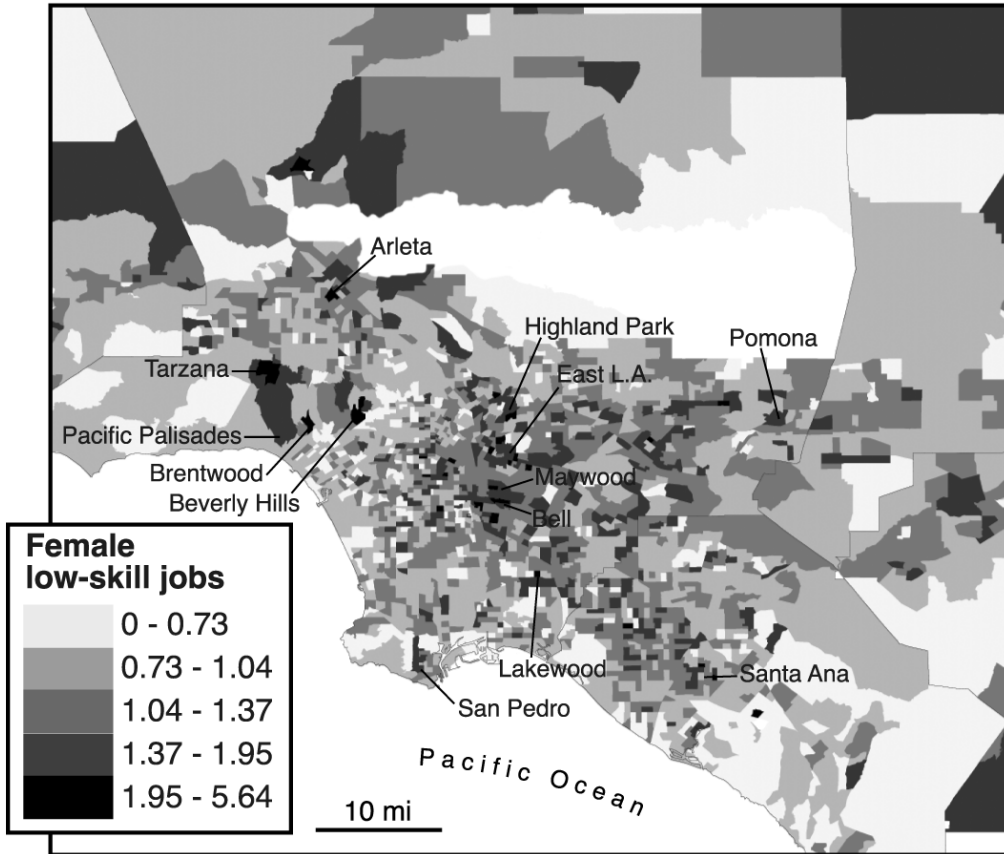 Arleta
Highland Park
Pomona
East L.A.
Tarzana
Pacific Palisades
Brentwood
Maywood
Beverly Hills
Bell
Female
low-skill jobs
0 - 0.73
0.73 - 1.04
1.04 - 1.37
1.37 - 1.95
1.95 - 5.64
Lakewood
Santa Ana
San Pedro
Pacific Ocean
10 mi